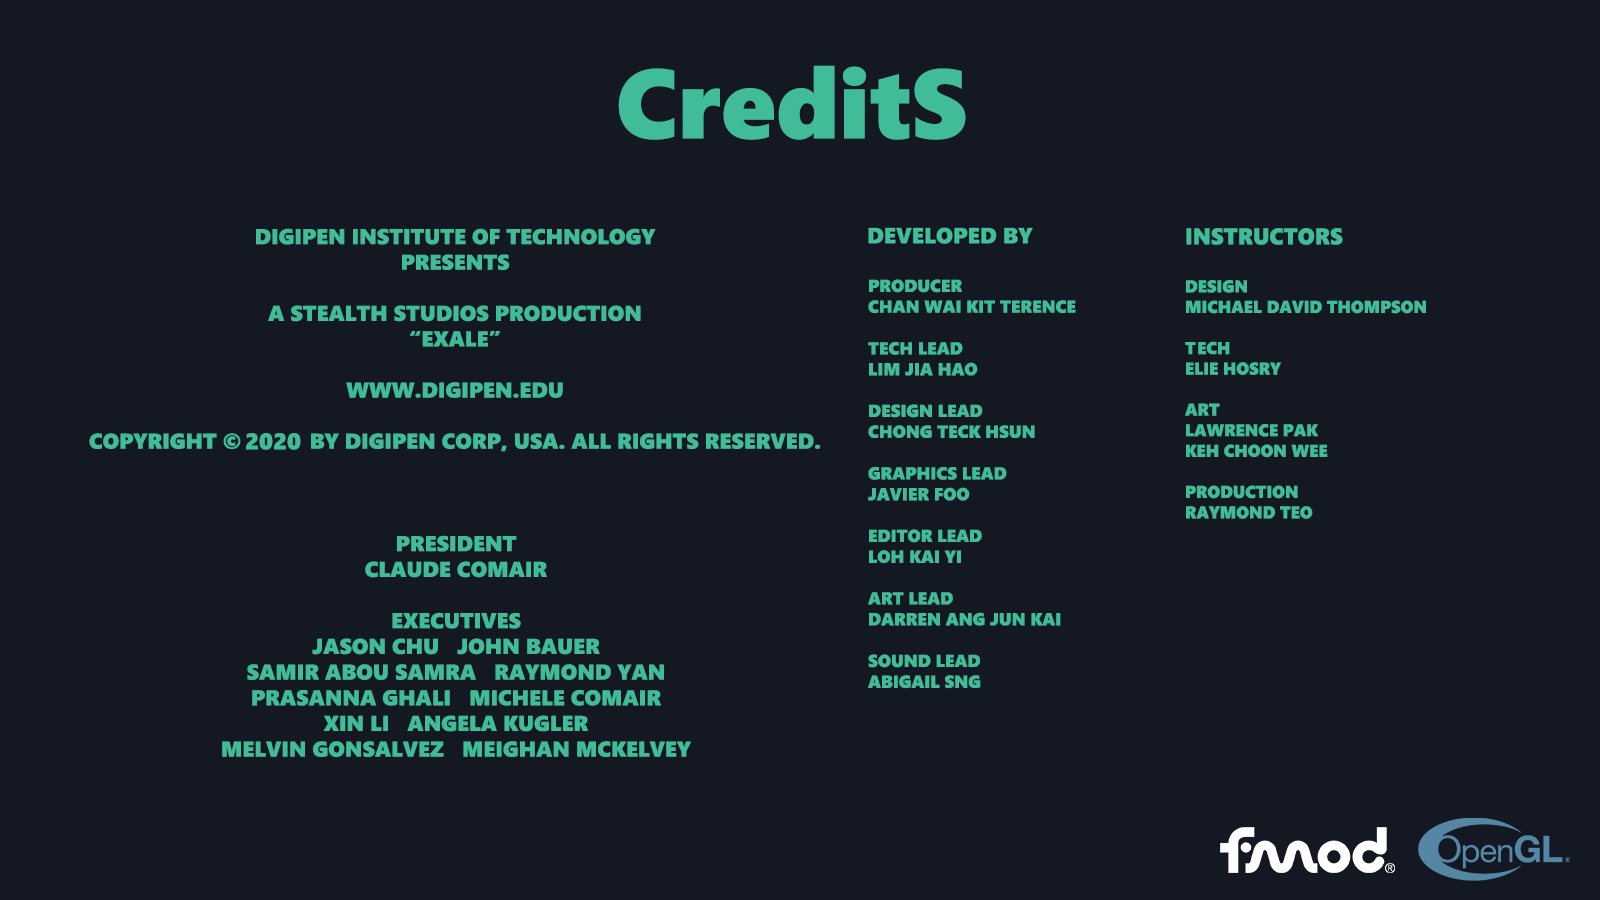 CreditS
DIGIPEN INSTITUTE OF TECHNOLOGY
PRESENTS
A STEALTH STUDIOS PRODUCTION
“EXALE”
WWW.DIGIPEN.EDU
COPYRIGHT © 2020 BY DIGIPEN CORP, USA. ALL RIGHTS RESERVED.
PRESIDENT
CLAUDE COMAIR
EXECUTIVES
JASON CHU JOHN BAUER
SAMIR ABOU SAMRA RAYMOND YAN
PRASANNA GHALI MICHELE COMAIR
XIN LI ANGELA KUGLER
MELVIN GONSALVEZ MEIGHAN MCKELVEY
DEVELOPED BY
PRODUCER
CHAN WAI KIT TERENCE
TECH LEAD
LIM JIA HAO
DESIGN LEAD
CHONG TECK HSUN
GRAPHICS LEAD
JAVIER FOO
EDITOR LEAD
LOH KAI YI
ART LEAD
DARREN ANG JUN KAI
SOUND LEAD
ABIGAIL SNG
INSTRUCTORS
DESIGN
MICHAEL DAVID THOMPSON
TECH
ELIE HOSRY
ART
LAWRENCE PAK
KEH CHOON WEE
PRODUCTION
RAYMOND TEO
fmod®
OpenGL®